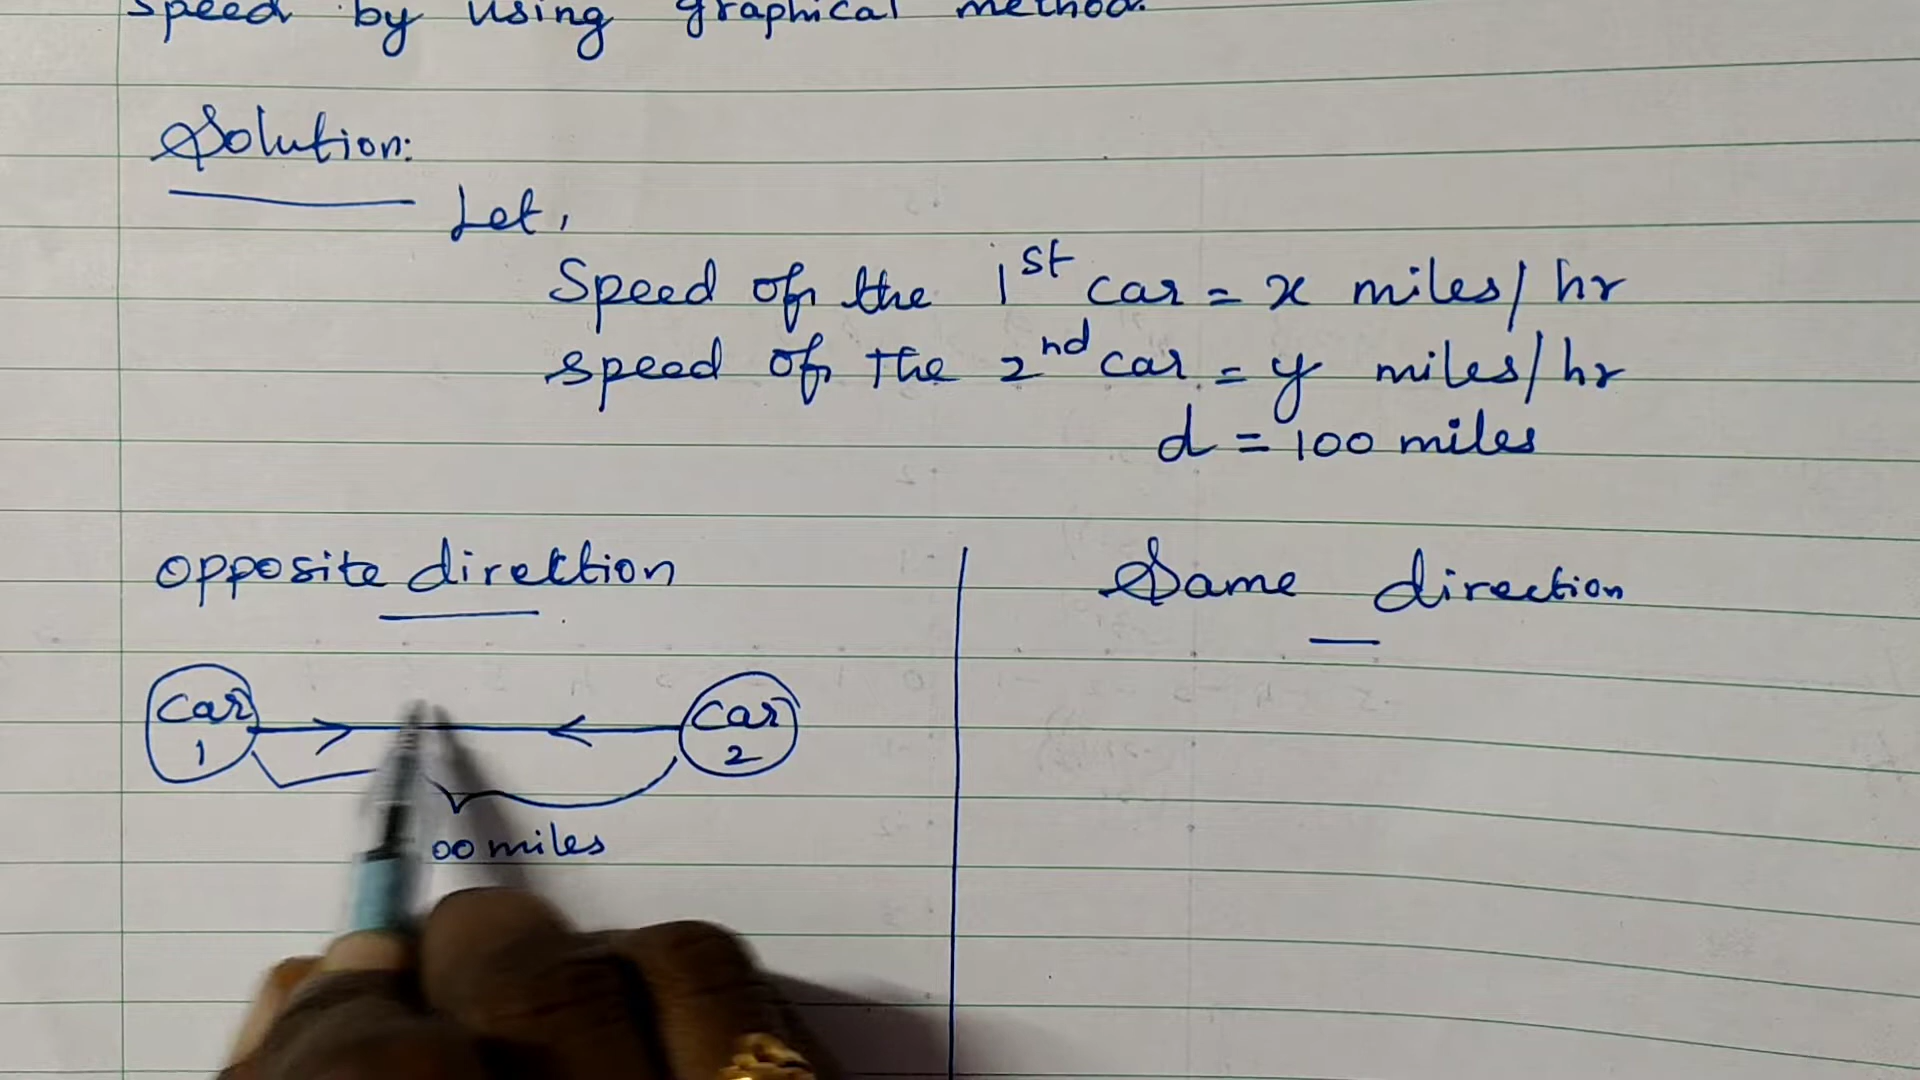 speed by using graphical method.
Solution:
Let,
Speed of the 1st car = x miles/hr
speed of the 2nd car = y miles/hr
d = 100 miles
opposite direction
Same direction
car 1
car 2
00 miles